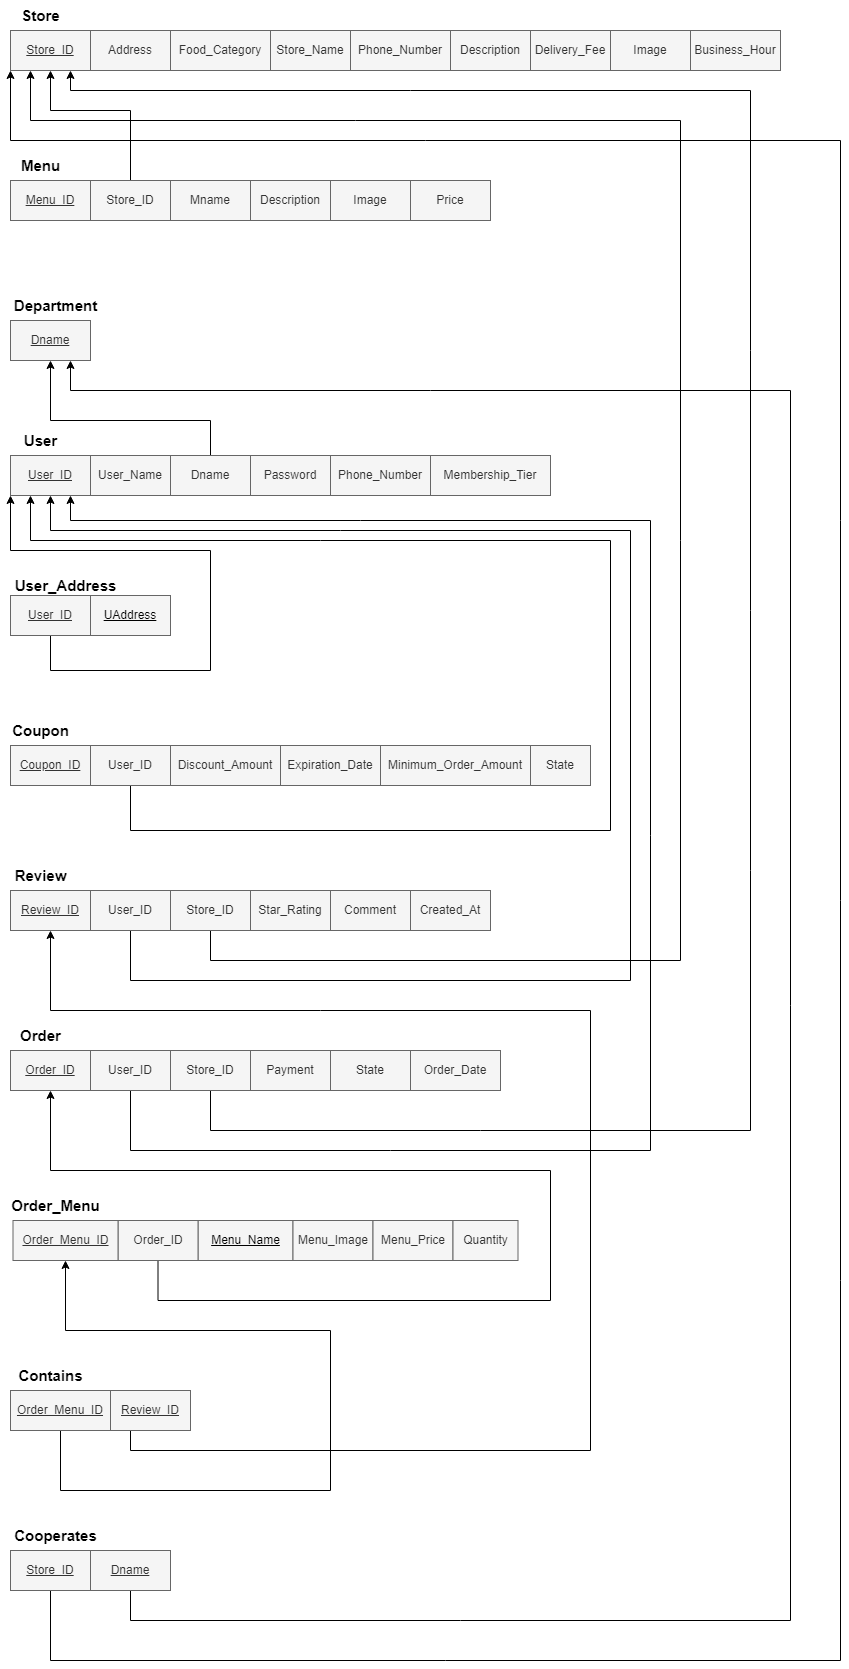 Store
Store_ID Address Food_Category Store_Name Phone_Number Description Delivery_Fee Image Business_Hour
Menu
Menu_ID Store_ID Mname Description Image Price
Department
Dname
User
User_ID User_Name Dname Password Phone_Number Membership_Tier
User_Address
User_ID UAddress
Coupon
Coupon_ID User_ID Discount_Amount Expiration_Date Minimum_Order_Amount State
Review
Review_ID User_ID Store_ID Star_Rating Comment Created_At
Order
Order_ID User_ID Store_ID Payment State Order_Date
Order_Menu
Order_Menu_ID Order_ID Menu_Name Menu_Image Menu_Price Quantity
Contains
Order_Menu_ID Review_ID
Cooperates
Store_ID Dname